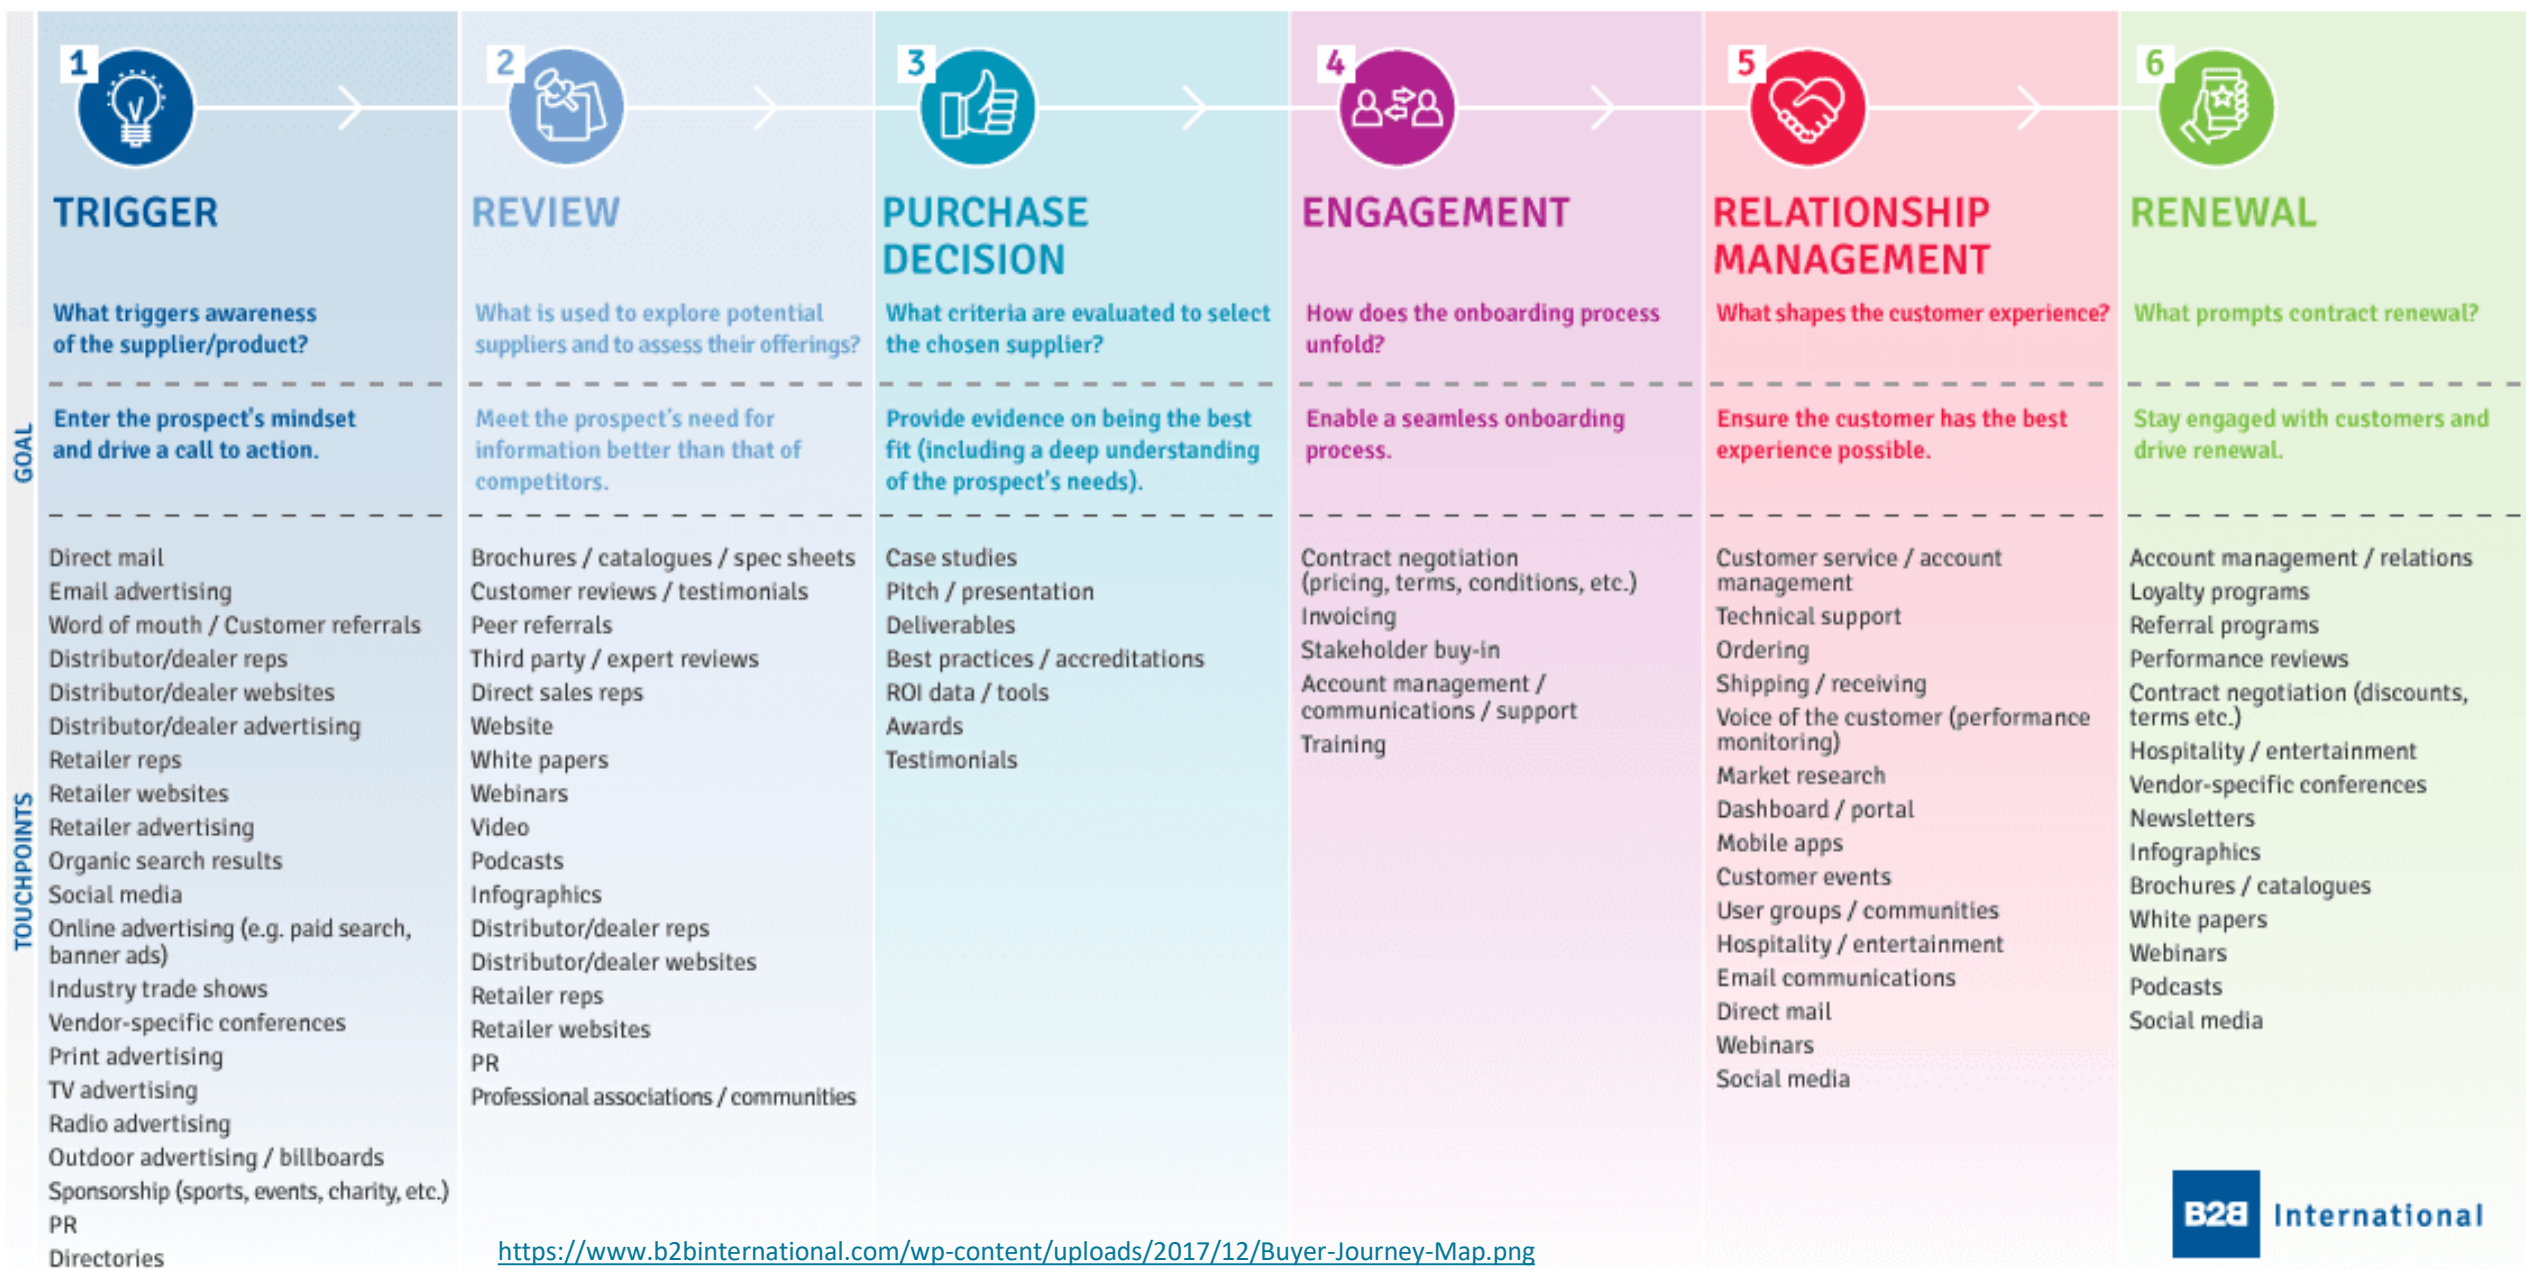 1
TRIGGER
What triggers awareness
of the supplier/product?
GOAL
Enter the prospect's mindset
and drive a call to action.
TOUCHPOINTS
Direct mail
Email advertising
Word of mouth / Customer referrals
Distributor/dealer reps
Distributor/dealer websites
Distributor/dealer advertising
Retailer reps
Retailer websites
Retailer advertising
Organic search results
Social media
Online advertising (e.g. paid search,
banner ads)
Industry trade shows
Vendor-specific conferences
Print advertising
TV advertising
Radio advertising
Outdoor advertising / billboards
Sponsorship (sports, events, charity, etc.)
PR
Directories
2
REVIEW
What is used to explore potential
suppliers and to assess their offerings?
Meet the prospect's need for
information better than that of
competitors.
Brochures / catalogues / spec sheets
Customer reviews / testimonials
Peer referrals
Third party / expert reviews
Direct sales reps
Website
White papers
Webinars
Video
Podcasts
Infographics
Distributor/dealer reps
Distributor/dealer websites
Retailer reps
Retailer websites
PR
Professional associations / communities
3
PURCHASE
DECISION
What criteria are evaluated to select
the chosen supplier?
Provide evidence on being the best
fit (including a deep understanding
of the prospect's needs).
Case studies
Pitch / presentation
Deliverables
Best practices / accreditations
ROI data / tools
Awards
Testimonials
4
ENGAGEMENT
How does the onboarding process
unfold?
Enable a seamless onboarding
process.
Contract negotiation
(pricing, terms, conditions, etc.)
Invoicing
Stakeholder buy-in
Account management /
communications / support
Training
5
RELATIONSHIP
MANAGEMENT
What shapes the customer experience?
Ensure the customer has the best
experience possible.
Customer service / account
management
Technical support
Ordering
Shipping / receiving
Voice of the customer (performance
monitoring)
Market research
Dashboard / portal
Mobile apps
Customer events
User groups / communities
Hospitality / entertainment
Email communications
Direct mail
Webinars
Social media
6
RENEWAL
What prompts contract renewal?
Stay engaged with customers and
drive renewal.
Account management / relations
Loyalty programs
Referral programs
Performance reviews
Contract negotiation (discounts,
terms etc.)
Hospitality / entertainment
Vendor-specific conferences
Newsletters
Infographics
Brochures / catalogues
White papers
Webinars
Podcasts
Social media
B2B International
https://www.b2binternational.com/wp-content/uploads/2017/12/Buyer-Journey-Map.png